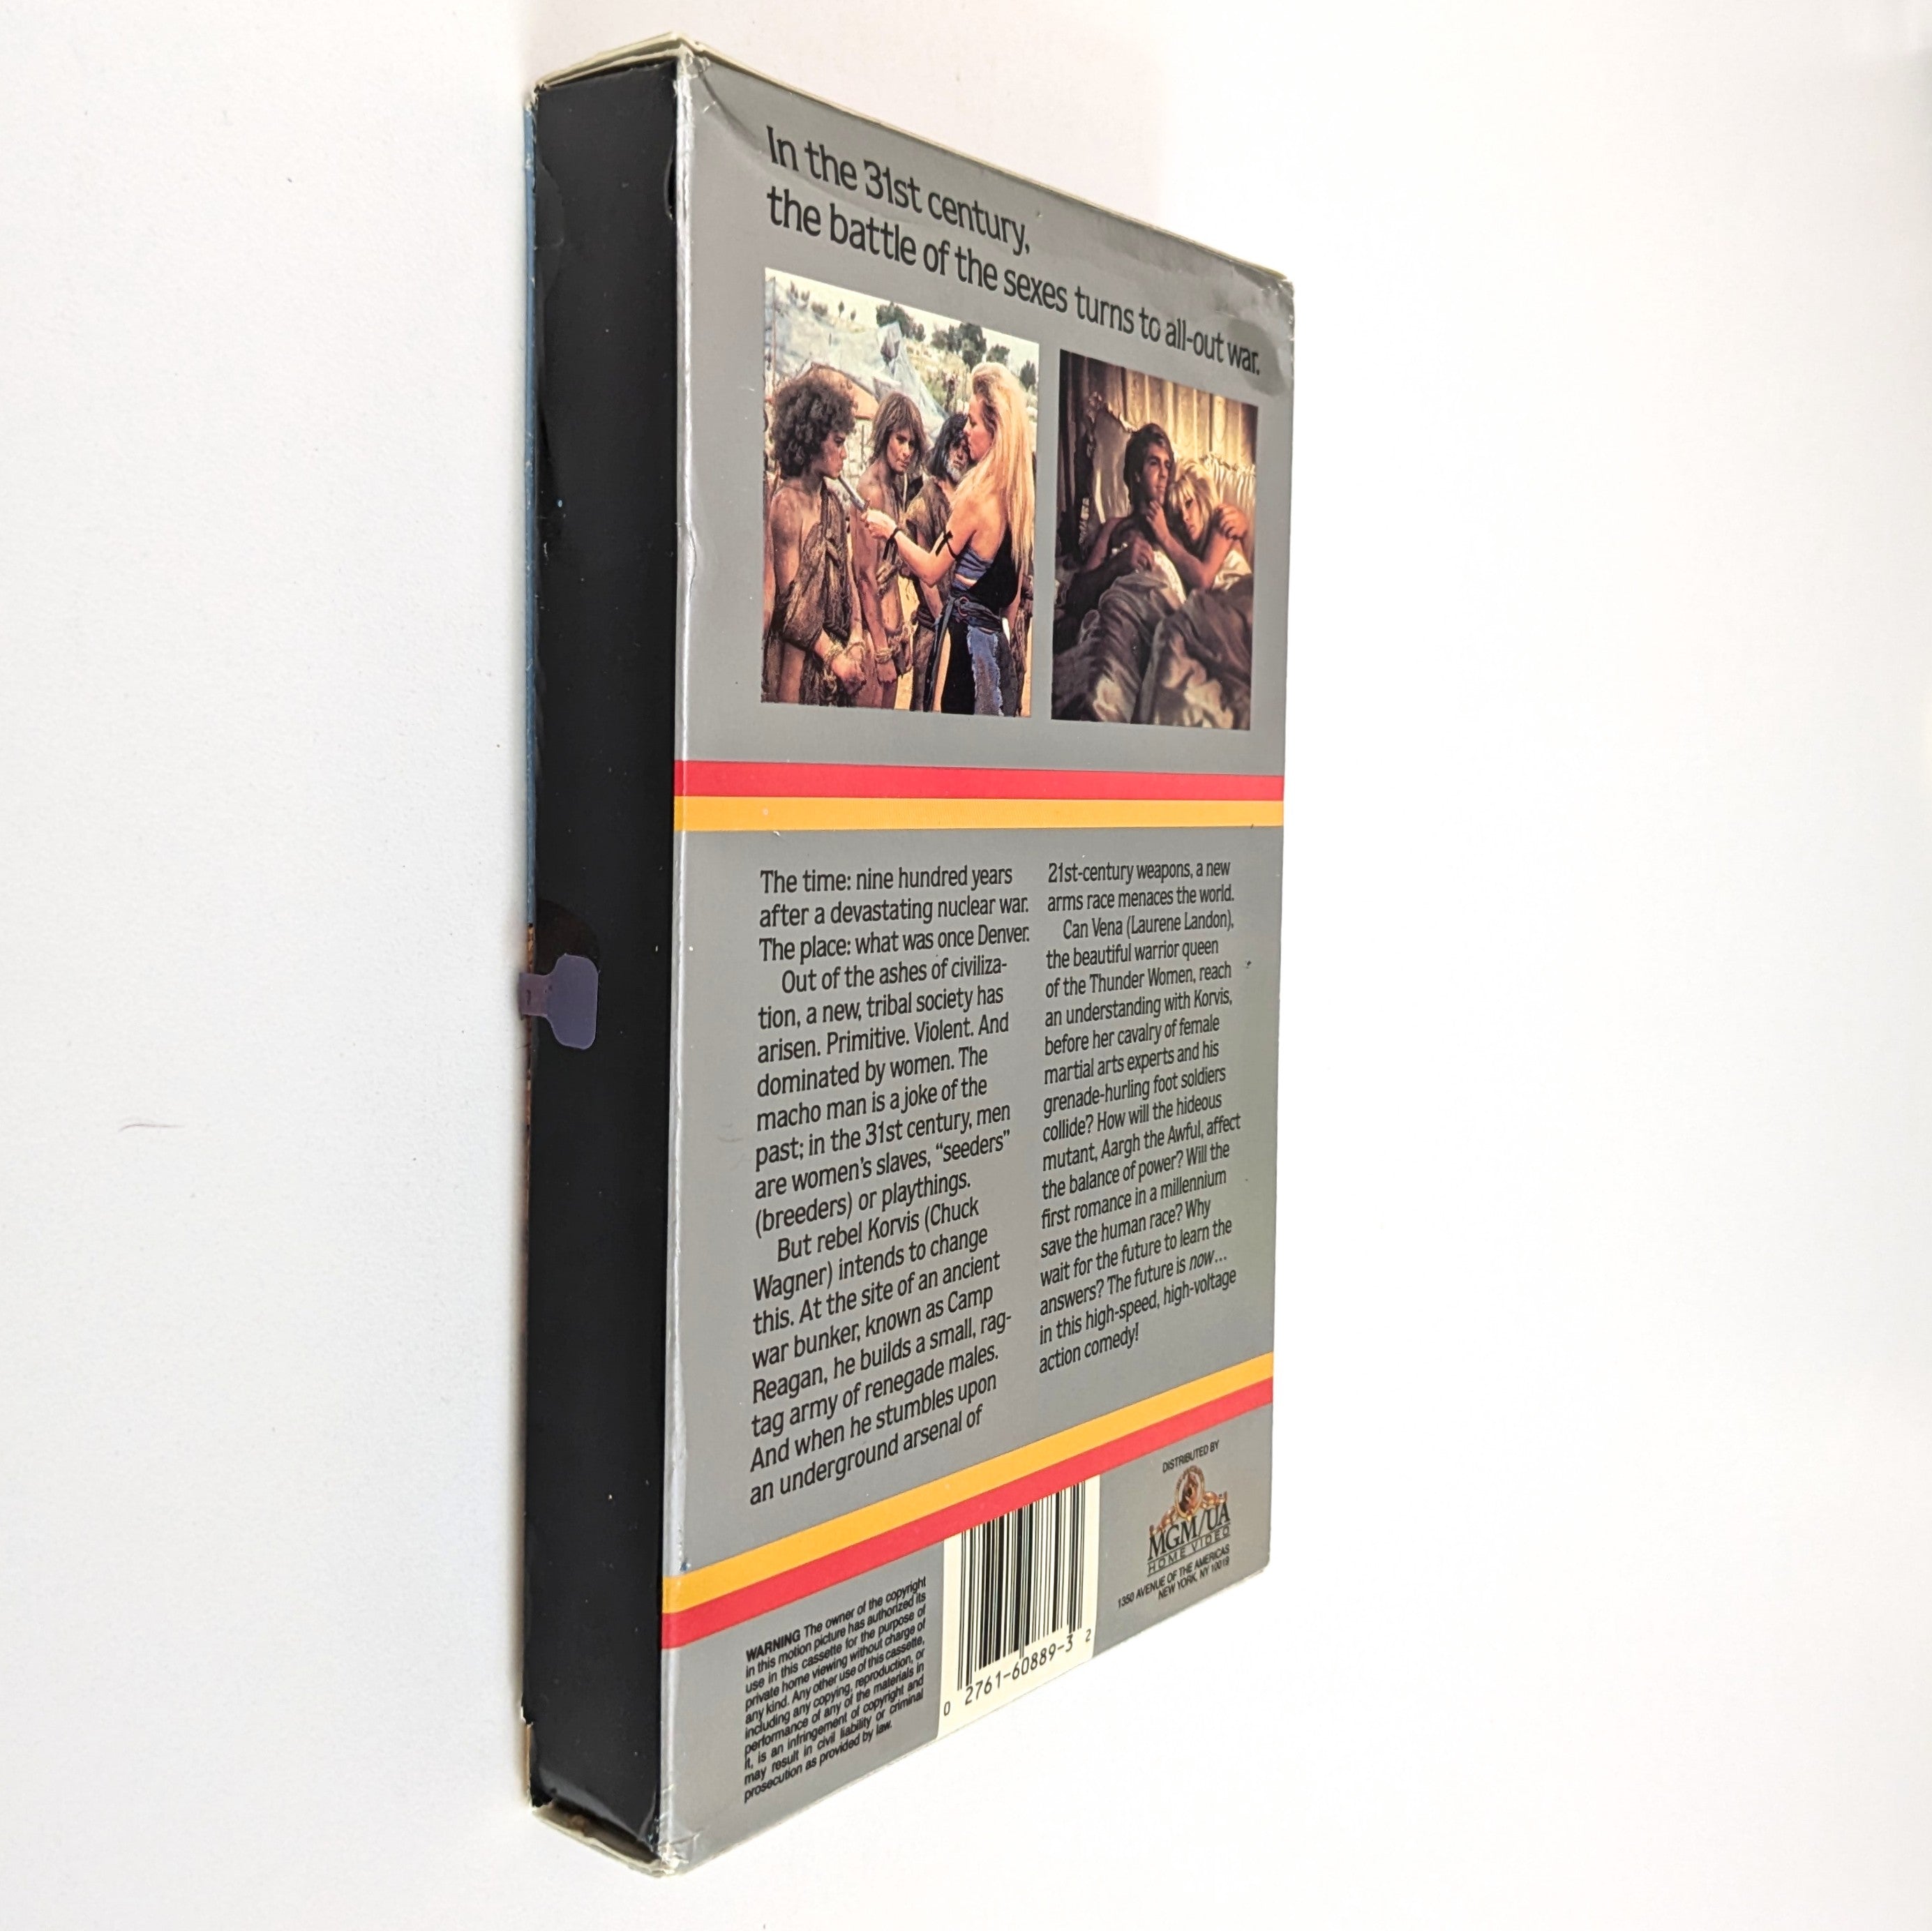 In the 31st century,
the battle of the sexes turns to all-out war.
The time: nine hundred years
after a devastating nuclear war.
The place: what was once Denver.
Out of the ashes of civiliza-
tion, a new, tribal society has
arisen. Primitive. Violent. And
dominated by women. The
macho man is a joke of the
past; in the 31st century, men
are women's slaves, “seeders”
(breeders) or playthings.
But rebel Korvis (Chuck
Wagner) intends to change
this. At the site of an ancient
war bunker, known as Camp
Reagan, he builds a small, rag-
tag army of renegade males.
And when he stumbles upon
an underground arsenal of
21st-century weapons, a new
arms race menaces the world.
Can Vena (Laurene Landon),
the beautiful warrior queen
of the Thunder Women, reach
an understanding with Korvis,
before her cavalry of female
martial arts experts and his
grenade-hurling foot soldiers
collide? How will the hideous
mutant, Aargh the Awful, affect
the balance of power? Will the
first romance in a millennium
save the human race? Why
wait for the future to learn the
answers? The future is now...
in this high-speed, high-voltage
action comedy!
WARNING The owner of the copyright
in this motion picture has authorized its
use in this cassette for the purpose of
private home viewing without charge of
any kind. Any other use of this cassette,
including any copying, reproduction, or
performance of any of the materials in
it, is an infringement of copyright and
may result in civil liability or criminal
prosecution as provided by law.
0 2761-60889-3 2
DISTRIBUTED BY
MGM/UA
HOME VIDEO
1350 AVENUE OF THE AMERICAS
NEW YORK, NY 10019